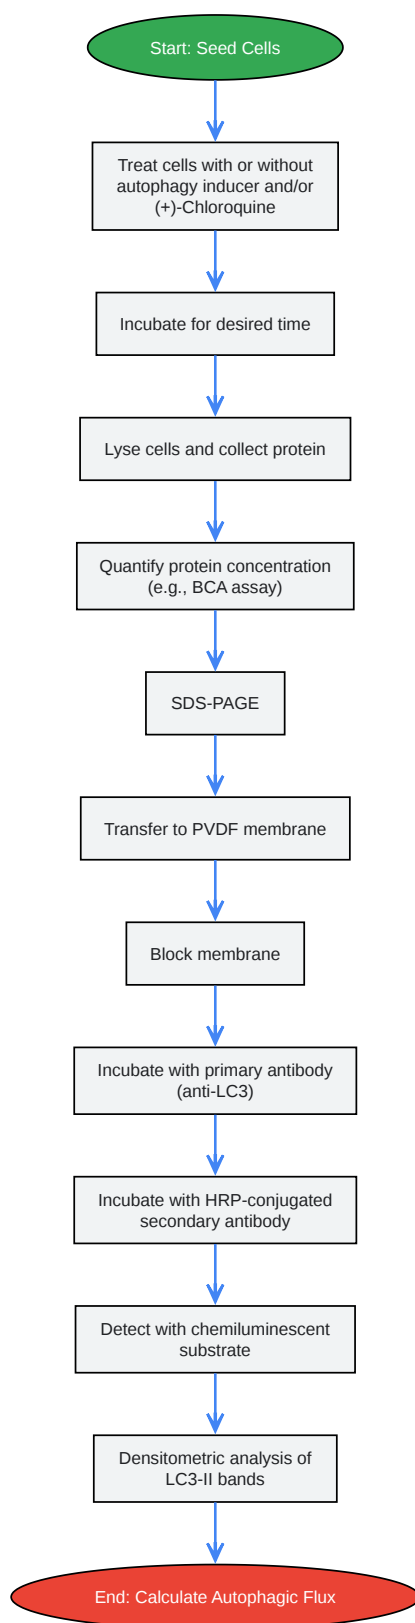 Start: Seed Cells
Treat cells with or without
autophagy inducer and/or
(+)-Chloroquine
Incubate for desired time
Lyse cells and collect protein
Quantify protein concentration
(e.g., BCA assay)
SDS-PAGE
Transfer to PVDF membrane
Block membrane
Incubate with primary antibody
(anti-LC3)
Incubate with HRP-conjugated
secondary antibody
Detect with chemiluminescent
substrate
Densitometric analysis of
LC3-II bands
End: Calculate Autophagic Flux